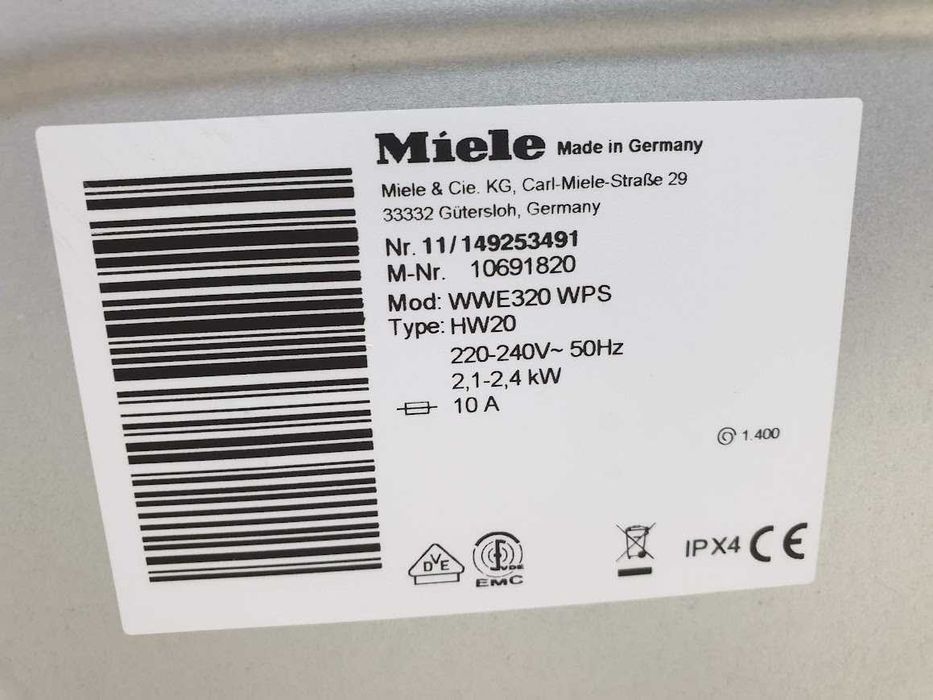 Miele Made in Germany
Miele & Cie. KG, Carl-Miele-Straße 29
33332 Gütersloh, Germany
Nr. 11/149253491
M-Nr. 10691820
Mod: WWE320 WPS
Type: HW20
220-240V~ 50Hz
2,1-2,4 kW
10 A
1.400
DVE
VDE
EMC
IPX4 CE